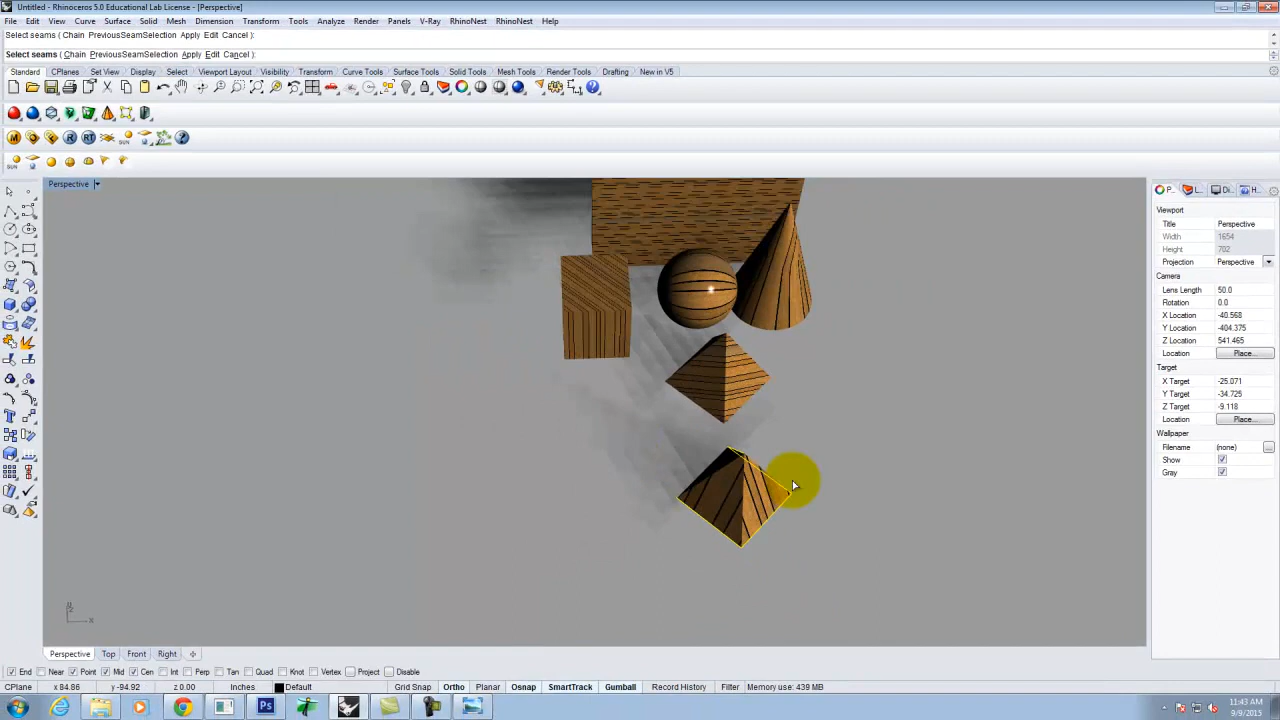 Untitled - Rhinoceros 5.0 Educational Lab License - [Perspective]
File Edit View Curve Surface Solid Mesh Dimension Transform Tools Analyze Render Panels V-Ray RhinoNest RhinoNest Help
Select seams ( Chain PreviousSeamSelection Apply Edit Cancel ):
Select seams ( Chain PreviousSeamSelection Apply Edit Cancel ):
Standard CPlanes Set View Display Select Viewport Layout Visibility Transform Curve Tools Surface Tools Solid Tools Mesh Tools Render Tools Drafting New in V5
Perspective
Viewport
Title Perspective
Width 1654
Height 702
Projection Perspective
Camera
Lens Length 50.0
Rotation 0.0
X Location -40.568
Y Location -404.375
Z Location 541.465
Location Place...
Target
X Target -25.071
Y Target -34.725
Z Target -9.118
Location Place...
Wallpaper
Filename (none)
Show
Gray
Perspective Top Front Right
End Near Point Mid Cen Int Perp Tan Quad Knot Vertex Project Disable
CPlane x 84.86 y -94.92 z 0.00 Inches Default Grid Snap Ortho Planar Osnap SmartTrack Gumball Record History Filter Memory use: 439 MB
11:43 AM
9/9/2015